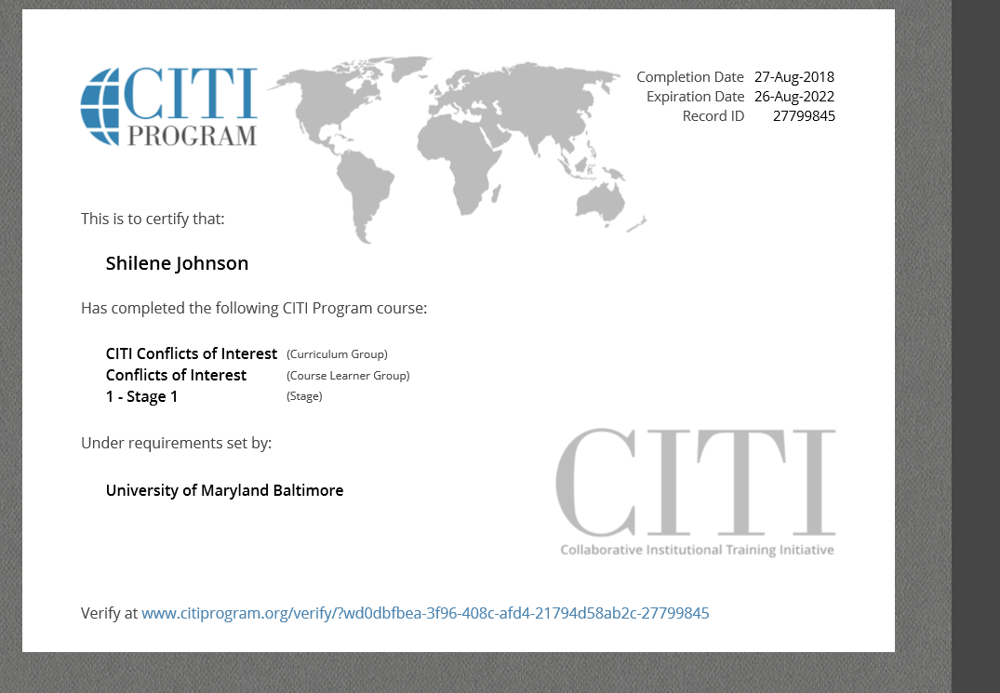 CITI
PROGRAM
Completion Date 27-Aug-2018
Expiration Date 26-Aug-2022
Record ID 27799845
This is to certify that:
Shilene Johnson
Has completed the following CITI Program course:
CITI Conflicts of Interest (Curriculum Group)
Conflicts of Interest (Course Learner Group)
1 - Stage 1 (Stage)
Under requirements set by:
University of Maryland Baltimore
CITI
Collaborative Institutional Training Initiative
Verify at www.citiprogram.org/verify/?wd0dbfbea-3f96-408c-afd4-21794d58ab2c-27799845